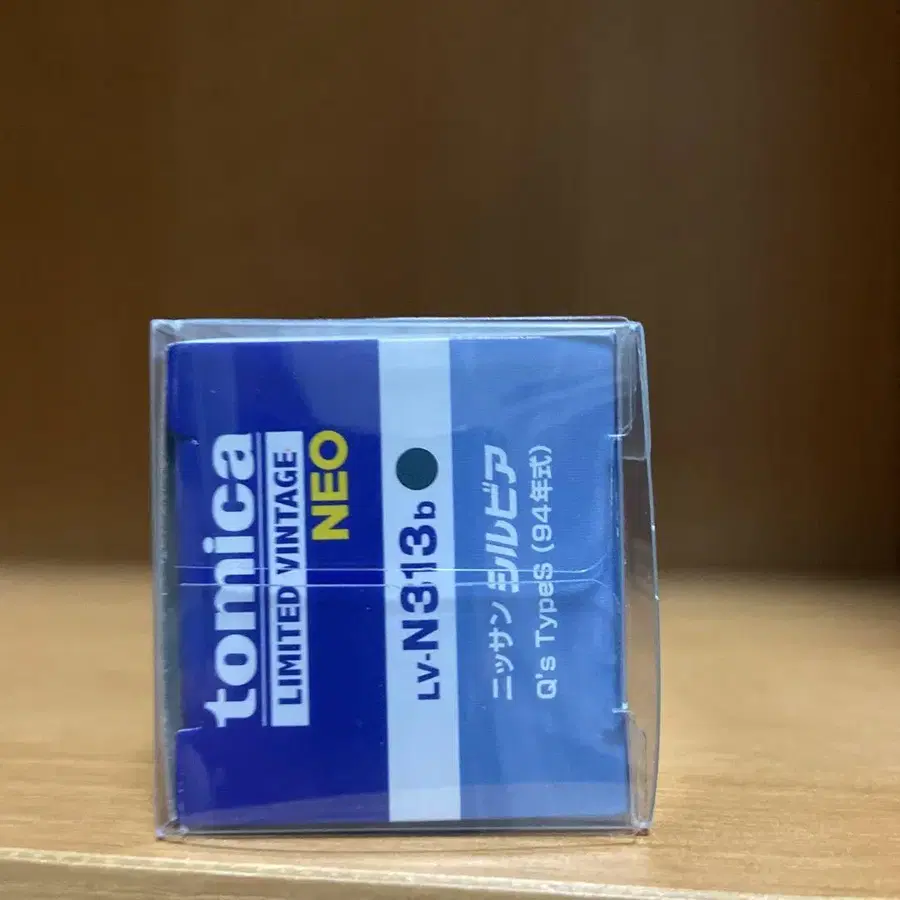 tomica
LIMITED VINTAGE
NEO
LV-N313b
ニッサン シルビア
Q's TypeS (94年式)